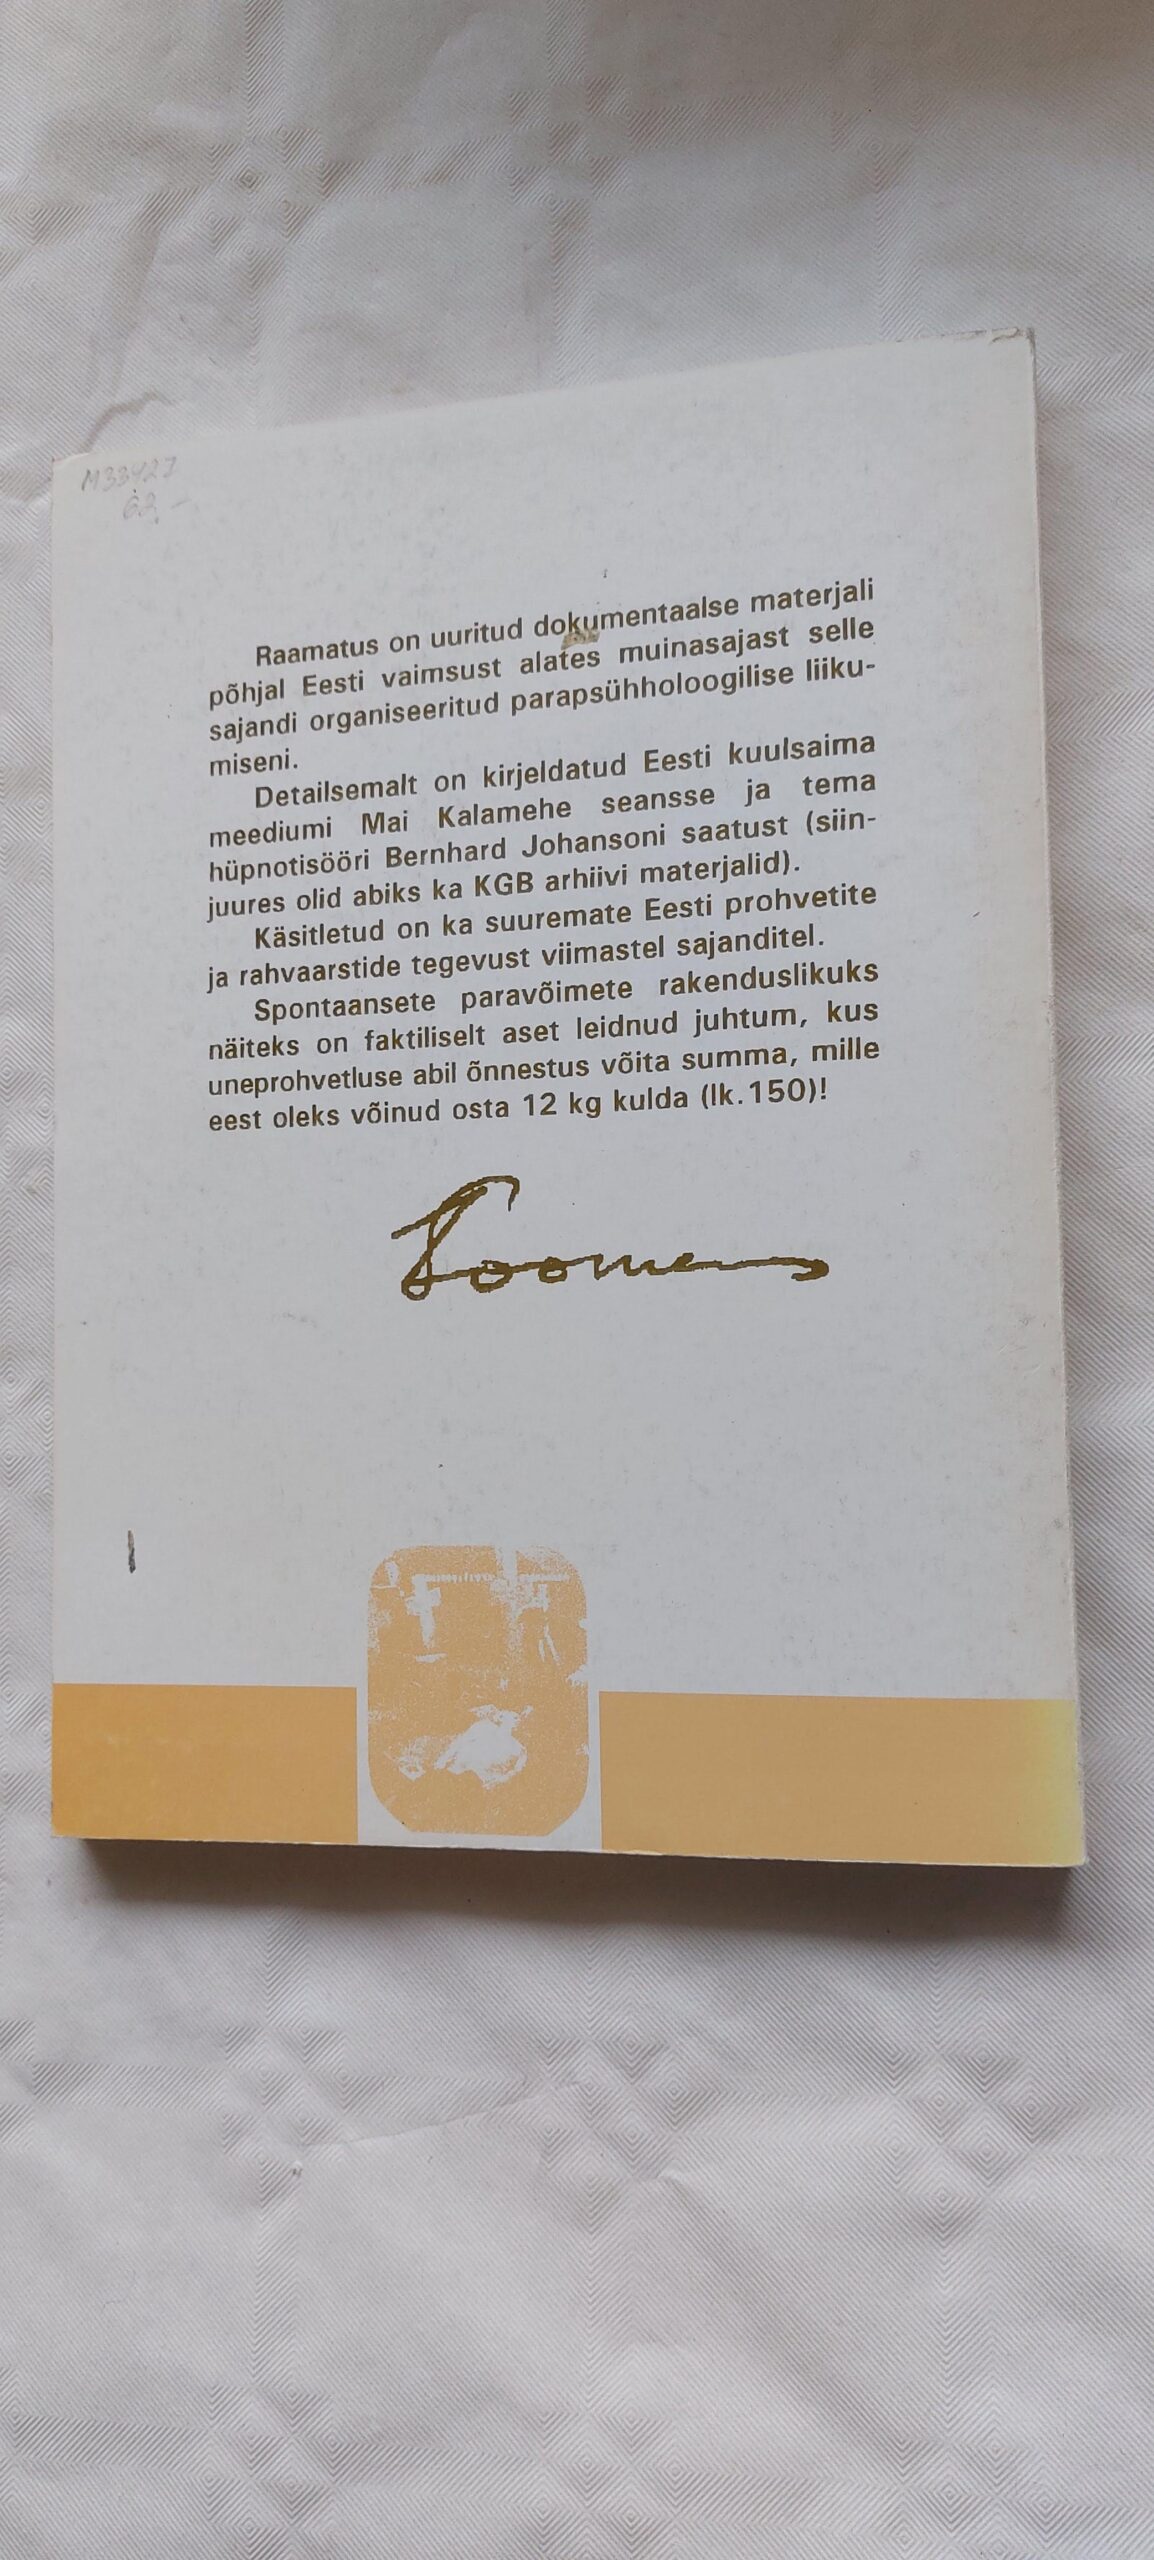 M33427
62,-
Raamatus on uuritud dokumentaalse materjali
põhjal Eesti vaimsust alates muinasajast selle
sajandi organiseeritud parapsühholoogilise liiku-
miseni.
Detailsemalt on kirjeldatud Eesti kuulsaima
meediumi Mai Kalamehe seansse ja tema
hüpnotisööri Bernhard Johansoni saatust (siin-
juures olid abiks ka KGB arhiivi materjalid).
Käsitletud on ka suuremate Eesti prohvetite
ja rahvaarstide tegevust viimastel sajanditel.
Spontaansete paravõimete rakenduslikuks
näiteks on faktiliselt aset leidnud juhtum, kus
uneprohvetluse abil õnnestus võita summa, mille
eest oleks võinud osta 12 kg kulda (lk.150)!